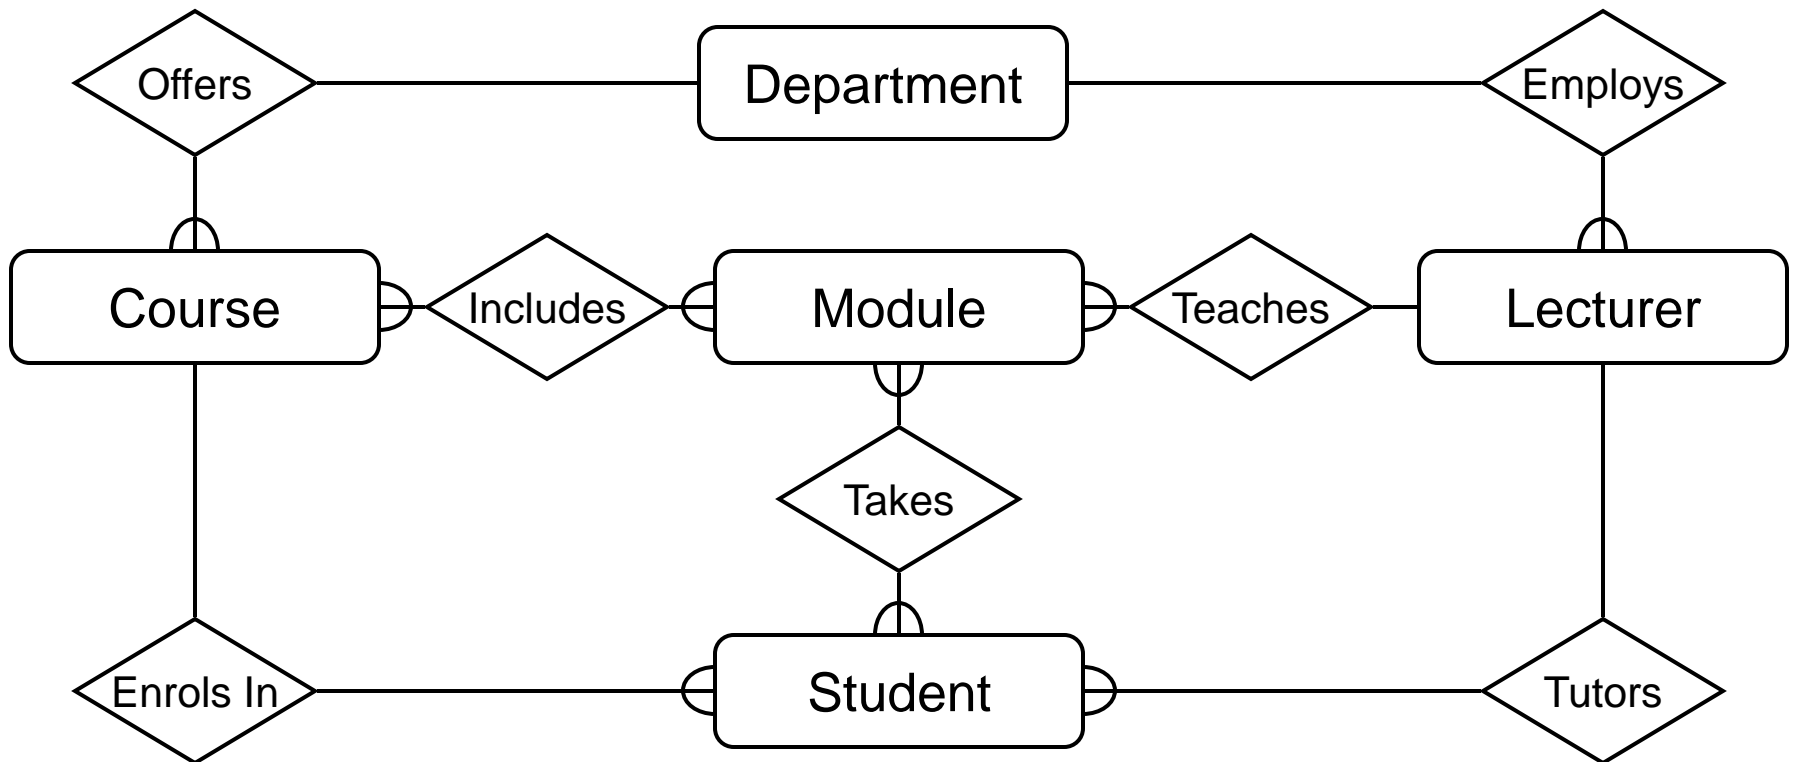 Offers
Department
Employs
Course
Includes
Module
Teaches
Lecturer
Takes
Enrols In
Student
Tutors